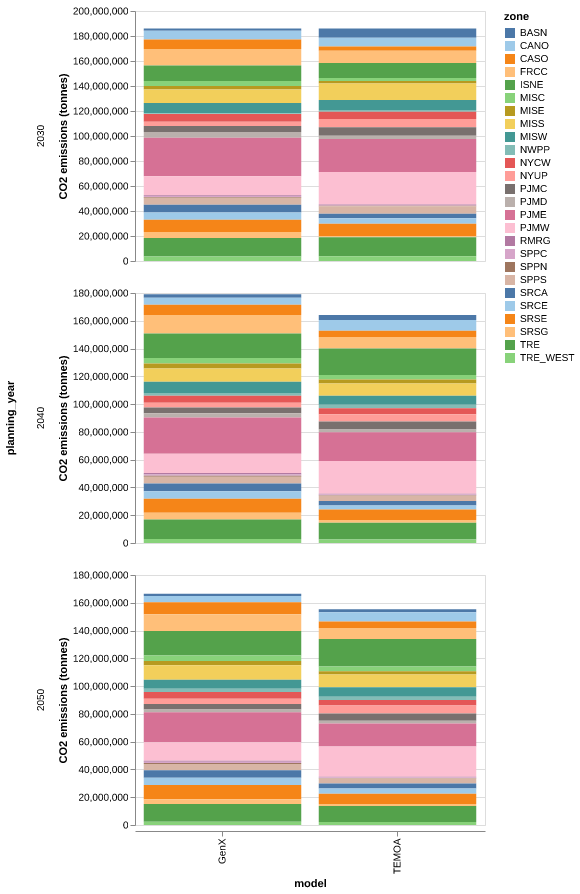 planning_year
2030
CO2 emissions (tonnes)
200,000,000
180,000,000
160,000,000
140,000,000
120,000,000
100,000,000
80,000,000
60,000,000
40,000,000
20,000,000
0
2040
CO2 emissions (tonnes)
180,000,000
160,000,000
140,000,000
120,000,000
100,000,000
80,000,000
60,000,000
40,000,000
20,000,000
0
2050
CO2 emissions (tonnes)
180,000,000
160,000,000
140,000,000
120,000,000
100,000,000
80,000,000
60,000,000
40,000,000
20,000,000
0
GenX
TEMOA
model
zone
BASN
CANO
CASO
FRCC
ISNE
MISC
MISE
MISS
MISW
NWPP
NYCW
NYUP
PJMC
PJMD
PJME
PJMW
RMRG
SPPC
SPPN
SPPS
SRCA
SRCE
SRSE
SRSG
TRE
TRE_WEST